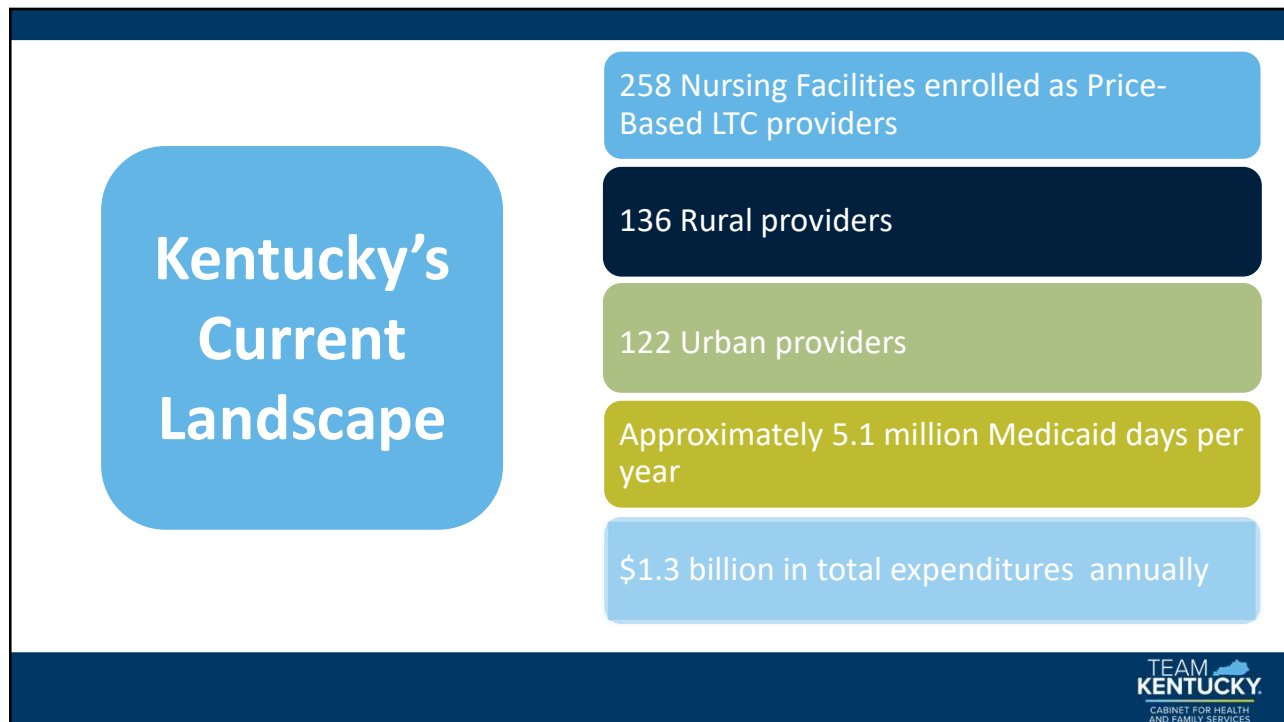 Kentucky's
Current
Landscape
258 Nursing Facilities enrolled as Price-
Based LTC providers
136 Rural providers
122 Urban providers
Approximately 5.1 million Medicaid days per
year
$1.3 billion in total expenditures  annually
TEAM
KENTUCKY.
CABINET FOR HEALTH
AND FAMILY SERVICES